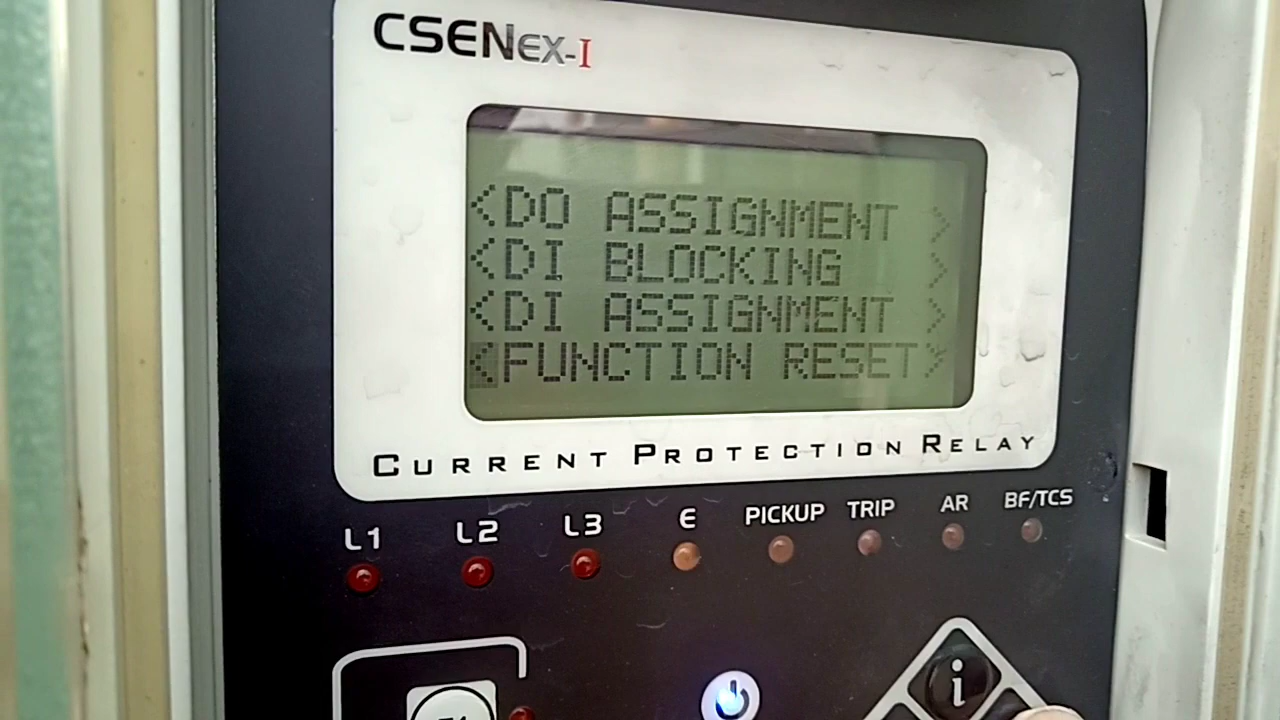 CSENEX-I
<DO ASSIGNMENT >
<DI BLOCKING >
<DI ASSIGNMENT >
<FUNCTION RESET>
CURRENT PROTECTION RELAY
L1 L2 L3 E PICKUP TRIP AR BF/TCS
i